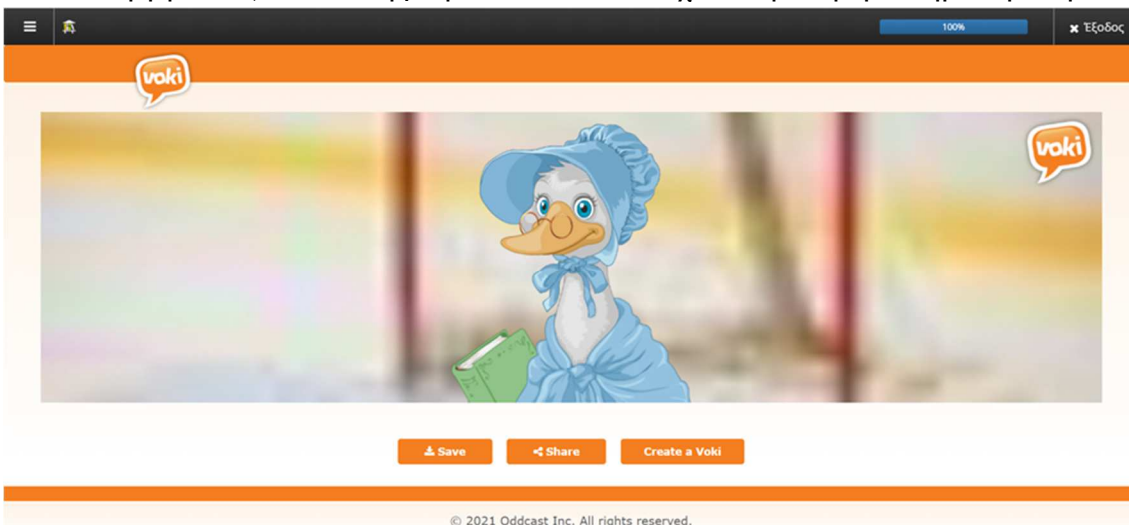 100%
Έξοδος
voki
voki
Save
Share
Create a Voki
© 2021 Oddcast Inc. All rights reserved.